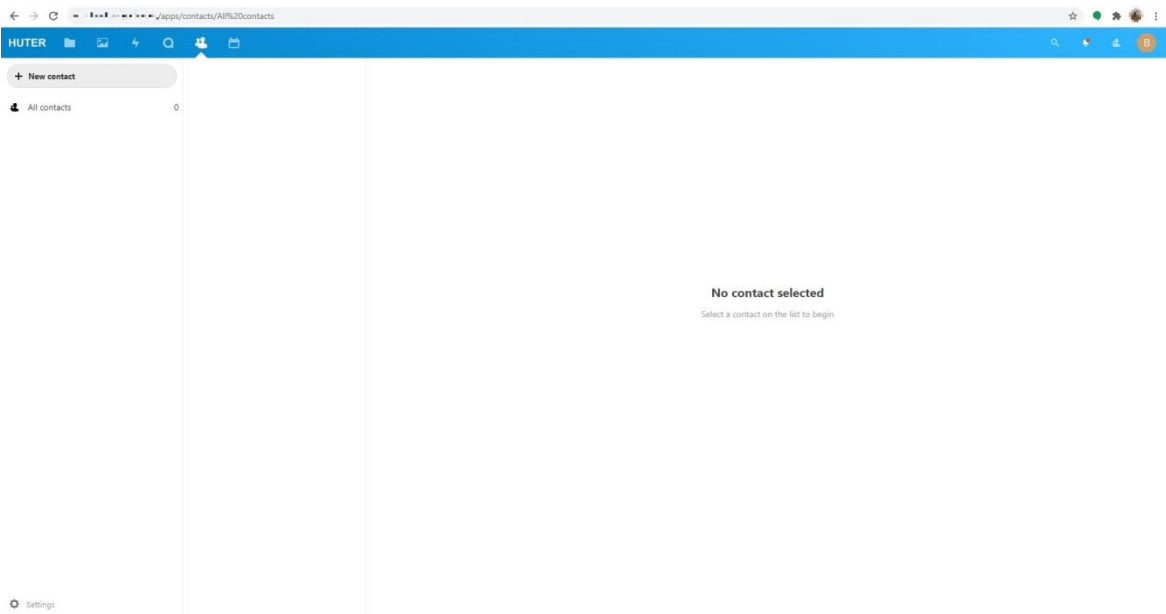 /apps/contacts/All%20contacts
HUTER
B
+ New contact
All contacts 0
No contact selected
Select a contact on the list to begin
Settings